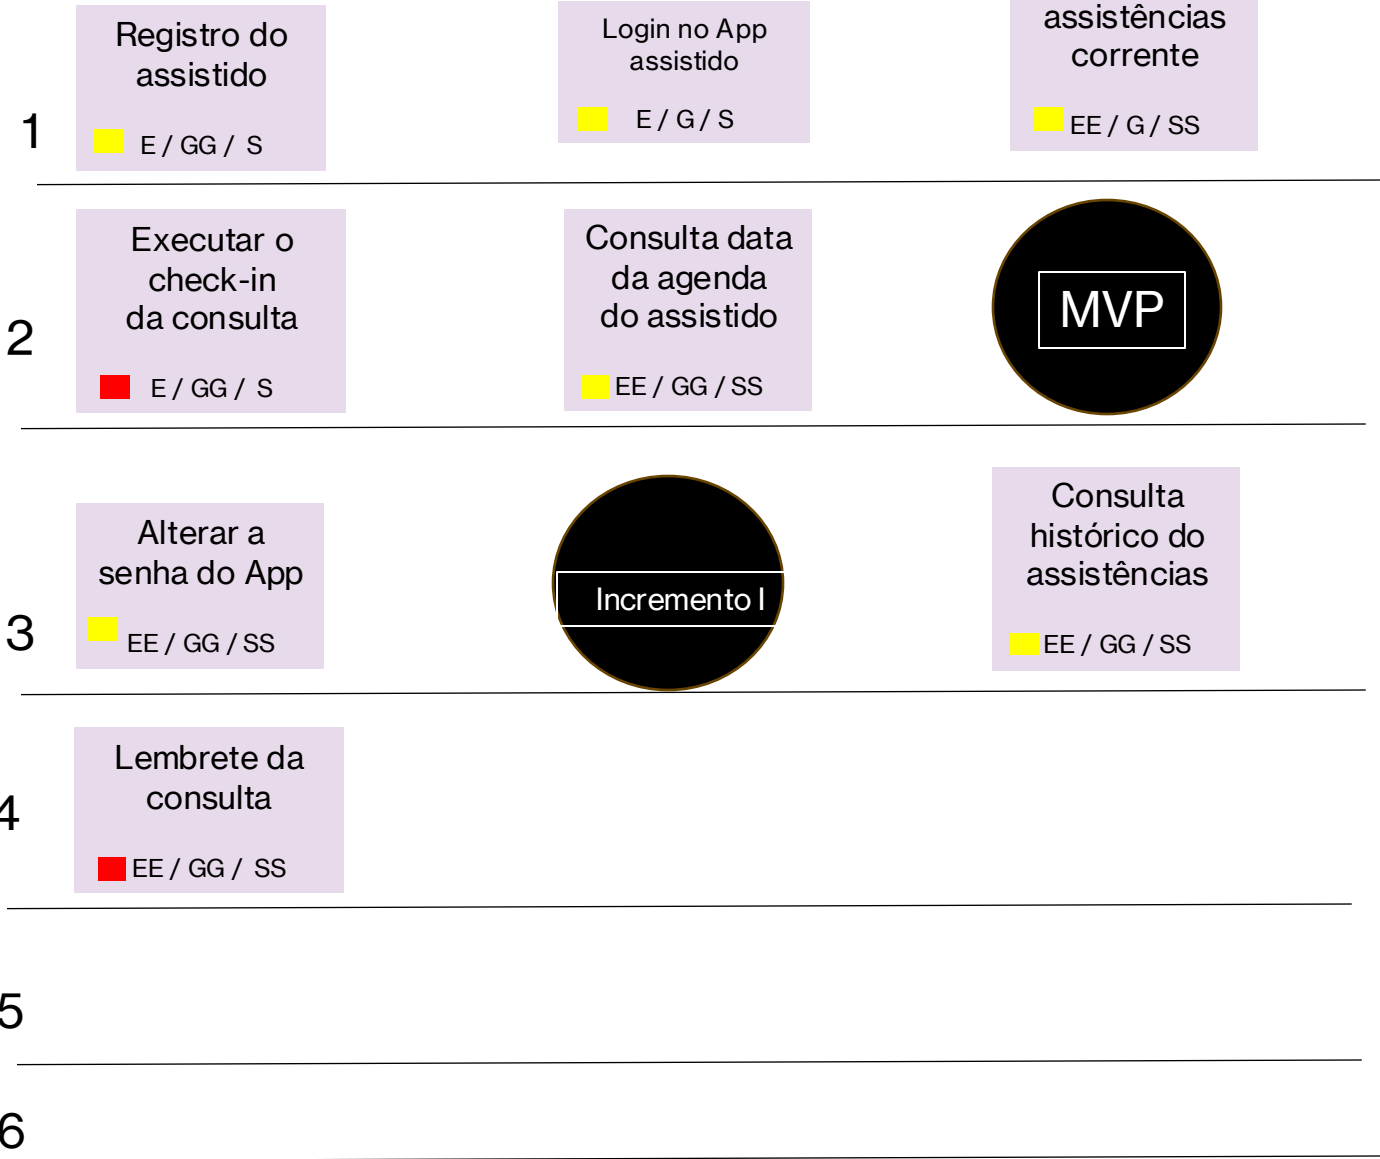 1
Registro do
assistido
E / GG / S
Login no App
assistido
E / G / S
assistências
corrente
EE / G / SS
2
Executar o
check-in
da consulta
E / GG / S
Consulta data
da agenda
do assistido
EE / GG / SS
MVP
3
Alterar a
senha do App
EE / GG / SS
Incremento I
Consulta
histórico do
assistências
EE / GG / SS
4
Lembrete da
consulta
EE / GG / SS
5
6